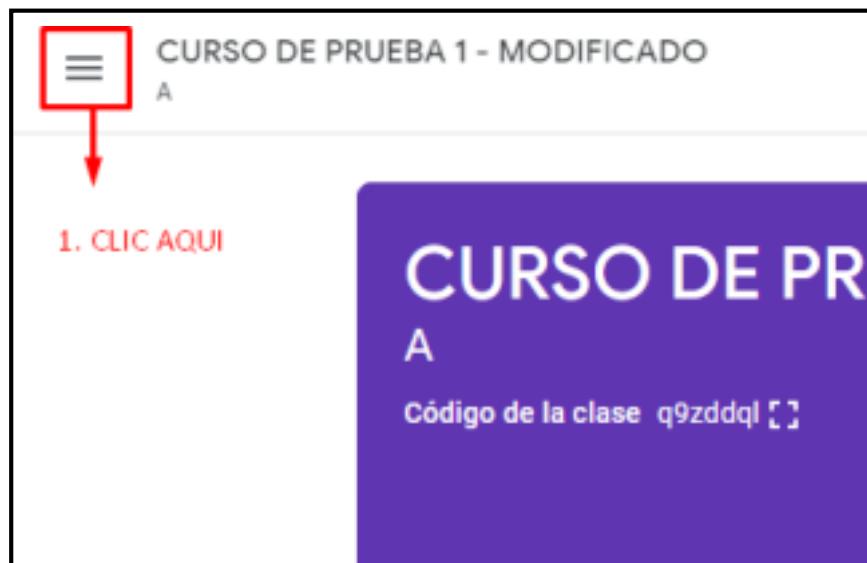 CURSO DE PRUEBA 1 - MODIFICADO
A
1. CLIC AQUI
CURSO DE PR
A
Código de la clase q9zddql